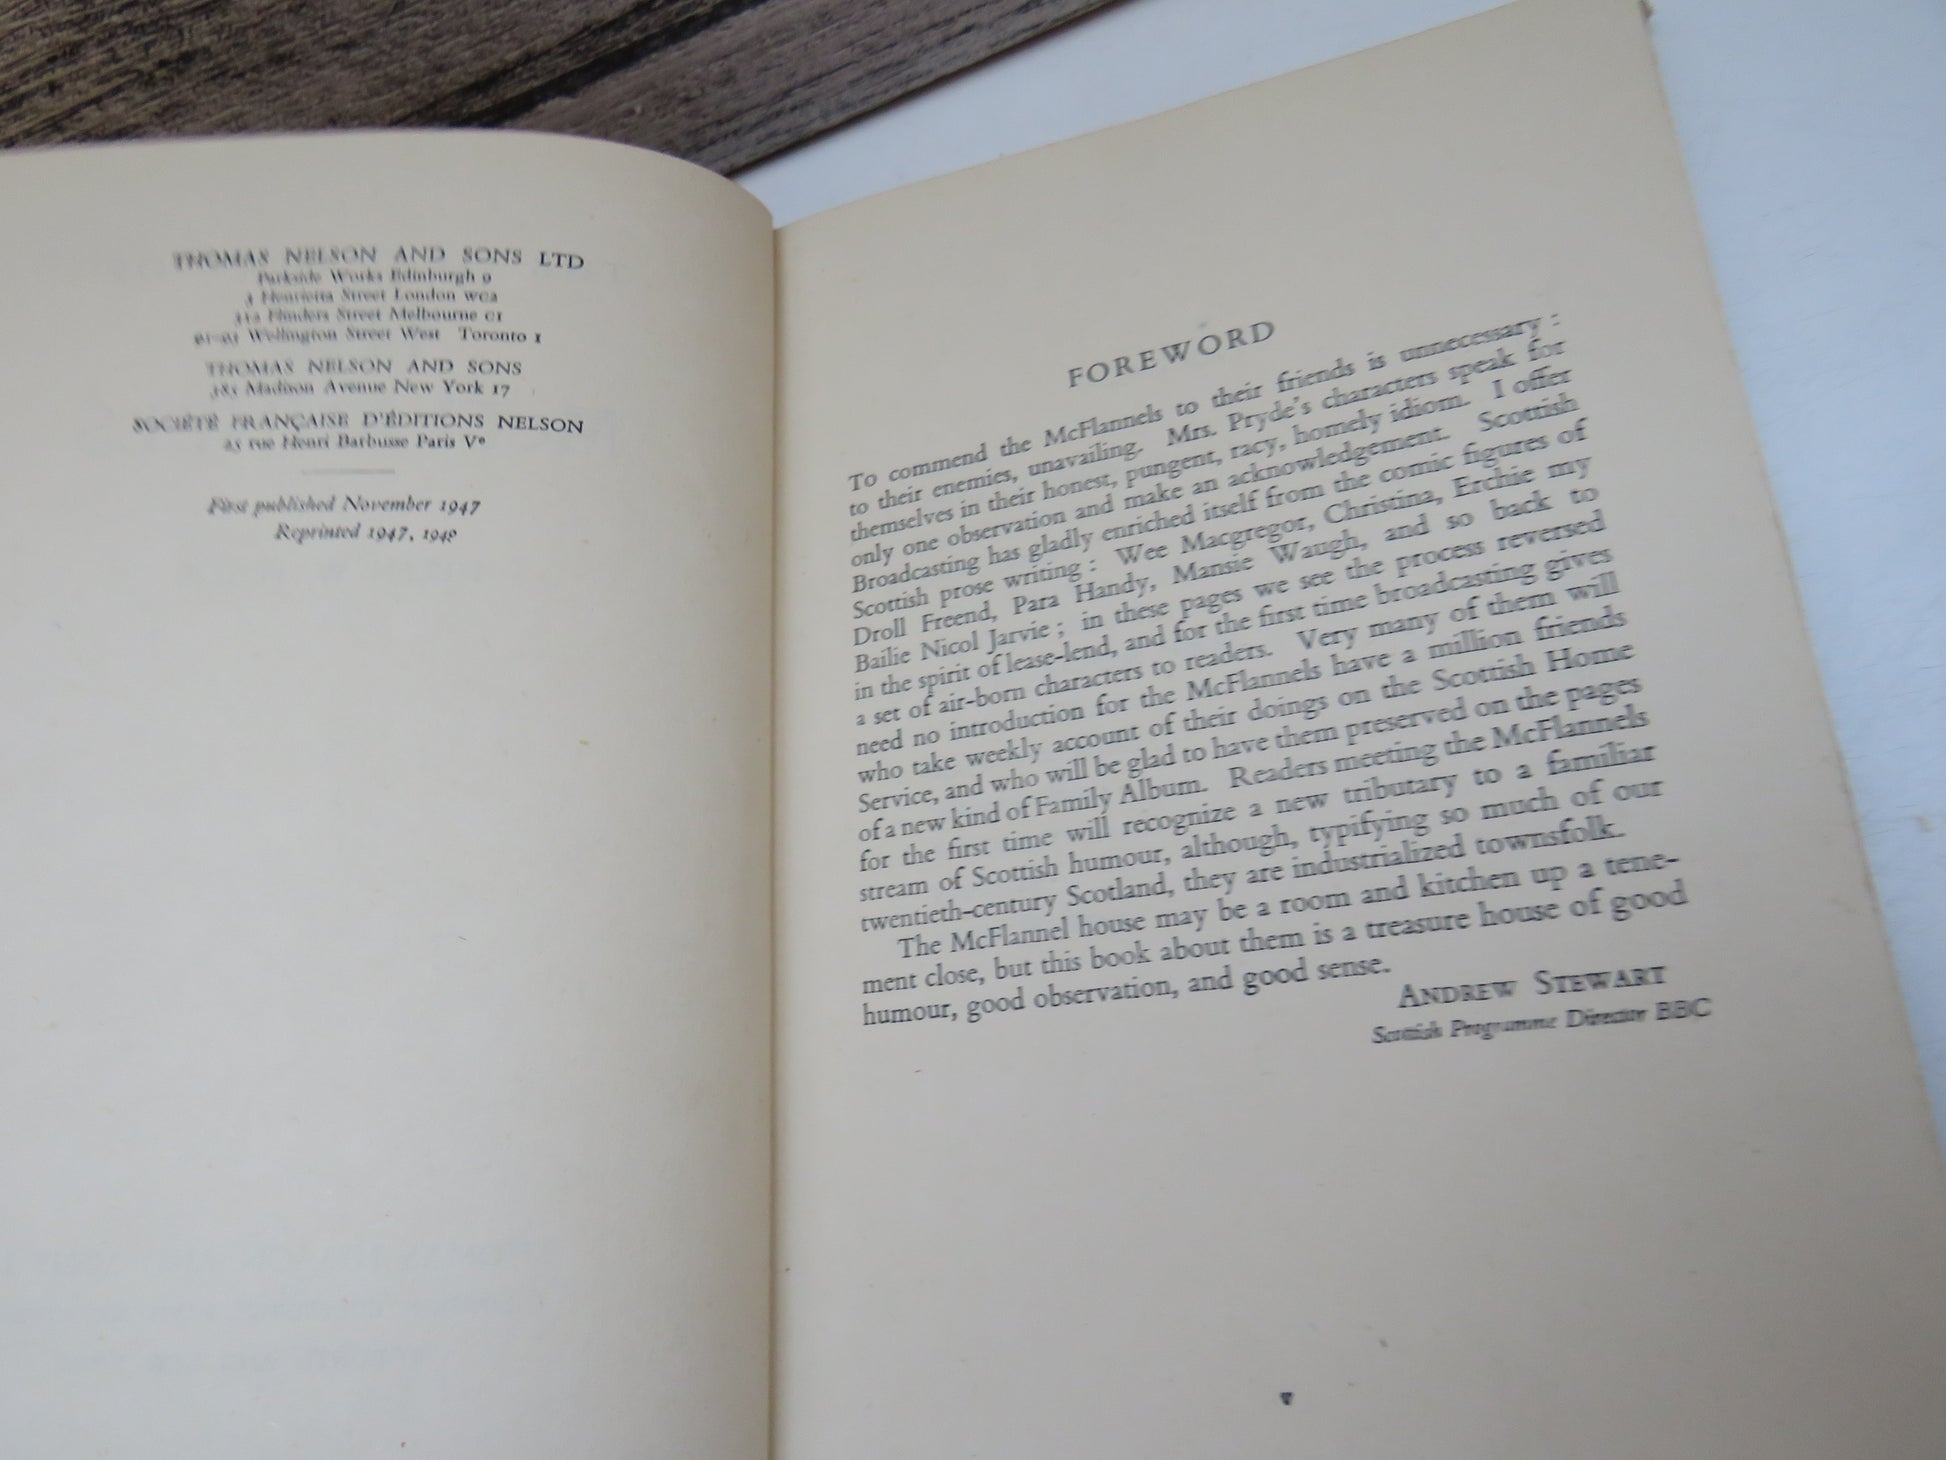 THOMAS NELSON AND SONS LTD
Parkside Works Edinburgh 9
3 Henrietta Street London WC2
312 Flinders Street Melbourne C1
91-93 Wellington Street West Toronto 1
THOMAS NELSON AND SONS
385 Madison Avenue New York 17
SOCIÉTÉ FRANÇAISE D'ÉDITIONS NELSON
25 rue Henri Barbusse Paris Ve
First published November 1947
Reprinted 1947, 1949
FOREWORD
To commend the McFlannels to their friends is unnecessary :
to their enemies, unavailing. Mrs. Pryde's characters speak for
themselves in their honest, pungent, racy, homely idiom. I offer
only one observation and make an acknowledgement. Scottish
Broadcasting has gladly enriched itself from the comic figures of
Scottish prose writing : Wee Macgregor, Christina, Erchie my
Droll Freend, Para Handy, Mansie Waugh, and so back to
Bailie Nicol Jarvie ; in these pages we see the process reversed
in the spirit of lease-lend, and for the first time broadcasting gives
a set of air-born characters to readers. Very many of them will
need no introduction for the McFlannels have a million friends
who take weekly account of their doings on the Scottish Home
Service, and who will be glad to have them preserved on the pages
of a new kind of Family Album. Readers meeting the McFlannels
for the first time will recognize a new tributary to a familiar
stream of Scottish humour, although, typifying so much of our
twentieth-century Scotland, they are industrialized townsfolk.
The McFlannel house may be a room and kitchen up a tene-
ment close, but this book about them is a treasure house of good
humour, good observation, and good sense.
ANDREW STEWART
Scottish Programme Director BBC
v